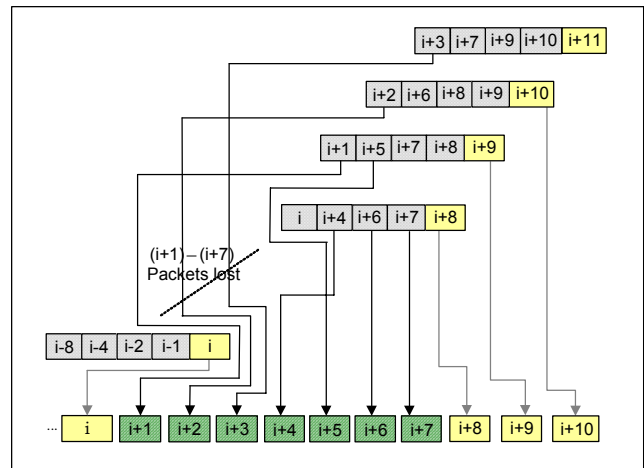 i+3 i+7 i+9 i+10 i+11
i+2 i+6 i+8 i+9 i+10
i+1 i+5 i+7 i+8 i+9
i i+4 i+6 i+7 i+8
(i+1) – (i+7)
Packets lost
i-8 i-4 i-2 i-1 i
... i i+1 i+2 i+3 i+4 i+5 i+6 i+7 i+8 i+9 i+10